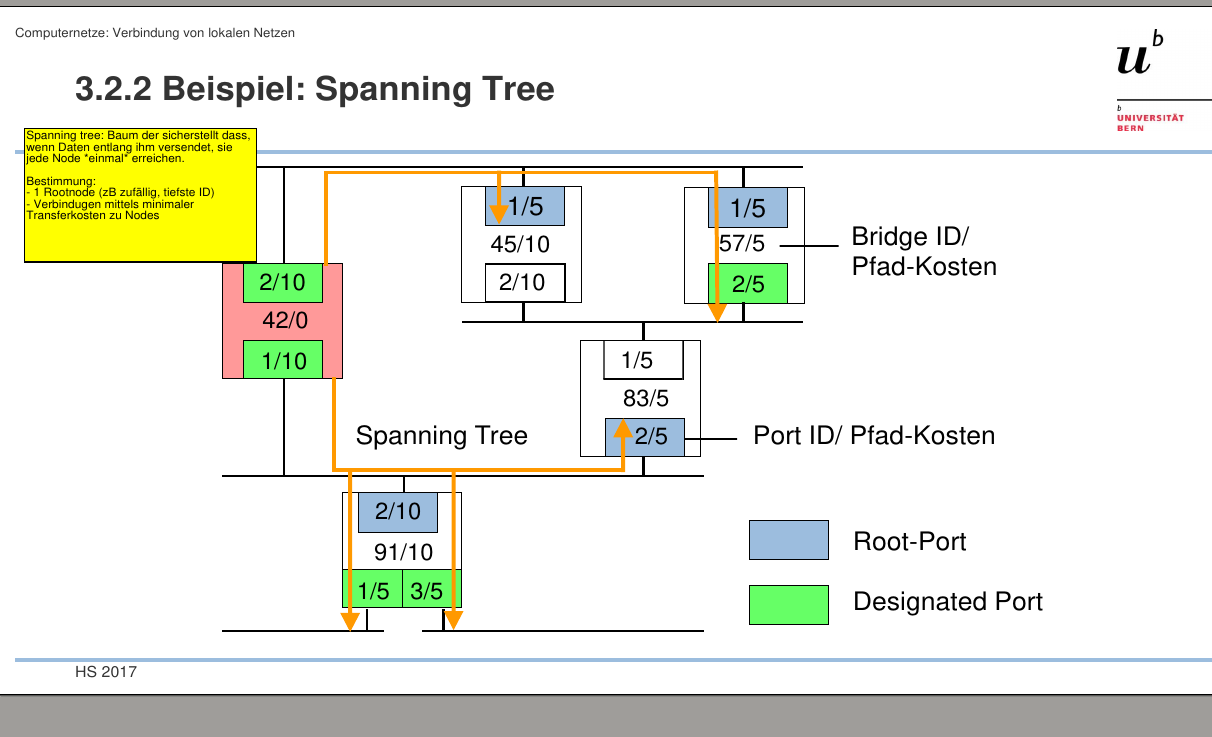 Computernetze: Verbindung von lokalen Netzen
u b
b
UNIVERSITÄT
BERN
3.2.2 Beispiel: Spanning Tree
Spanning tree: Baum der sicherstellt dass,
wenn Daten entlang ihm versendet, sie
jede Node *einmal* erreichen.
Bestimmung:
- 1 Rootnode (zB zufällig, tiefste ID)
- Verbindugen mittels minimaler
Transferkosten zu Nodes
1/5
45/10
2/10
1/5
57/5
2/5
Bridge ID/
Pfad-Kosten
2/10
42/0
1/10
1/5
83/5
2/5
Spanning Tree
Port ID/ Pfad-Kosten
2/10
91/10
1/5
3/5
Root-Port
Designated Port
HS 2017